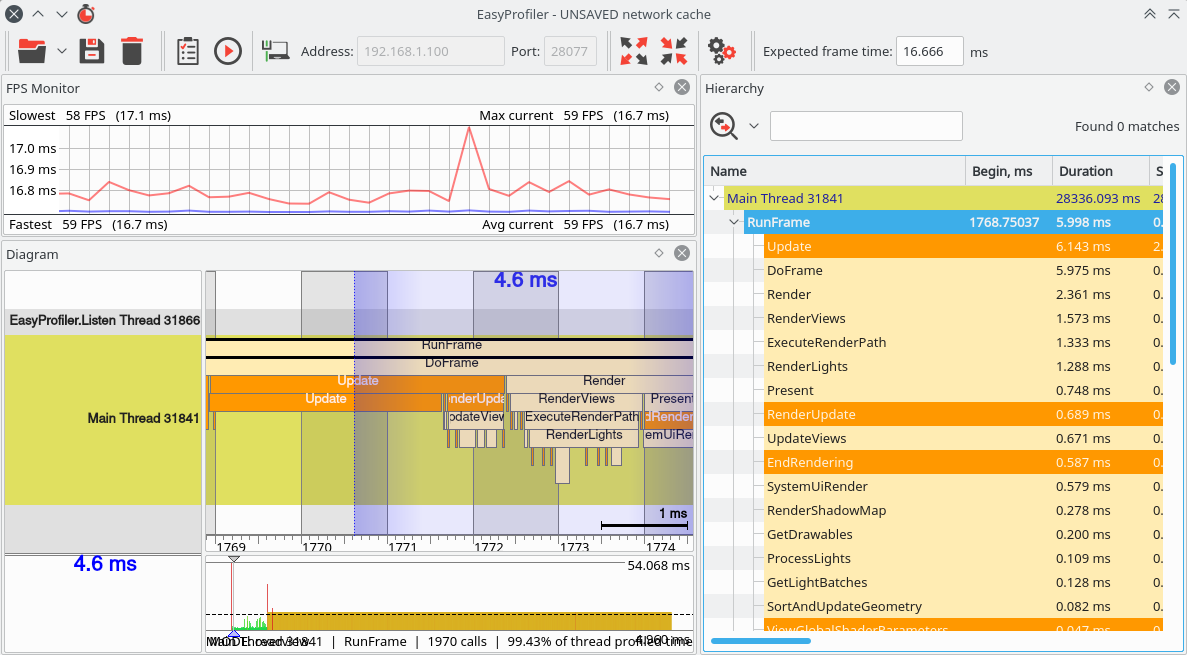 EasyProfiler - UNSAVED network cache
Address: 192.168.1.100 Port: 28077 Expected frame time: 16.666 ms
FPS Monitor
Slowest 58 FPS (17.1 ms) Max current 59 FPS (16.7 ms)
17.0 ms
16.9 ms
16.8 ms
Fastest 59 FPS (16.7 ms) Avg current 59 FPS (16.7 ms)
Diagram
4.6 ms
EasyProfiler.Listen Thread 31866
RunFrame
DoFrame
Update Render
Update enderUpda RenderViews Present
Main Thread 31841
odateView ExecuteRenderPath dRender
RenderLights emUiRe
1 ms
1769 1770 1771 1772 1773 1774
4.6 ms
54.068 ms
Main Thread 31841 | RunFrame | 1970 calls | 99.43% of thread profiled time
Hierarchy
Found 0 matches
Name Begin, ms Duration S
Main Thread 31841 28336.093 ms 28
RunFrame 1768.75037 5.998 ms 0.
Update 6.143 ms 2.
DoFrame 5.975 ms 0.
Render 2.361 ms 0.
RenderViews 1.573 ms 0.
ExecuteRenderPath 1.333 ms 0.
RenderLights 1.288 ms 0.
Present 0.748 ms 0.
RenderUpdate 0.689 ms 0.
UpdateViews 0.671 ms 0.
EndRendering 0.587 ms 0.
SystemUiRender 0.579 ms 0.
RenderShadowMap 0.278 ms 0.
GetDrawables 0.200 ms 0.
ProcessLights 0.109 ms 0.
GetLightBatches 0.128 ms 0.
SortAndUpdateGeometry 0.082 ms 0.
ViewGlobalShaderParameters 0.047 ms 0.